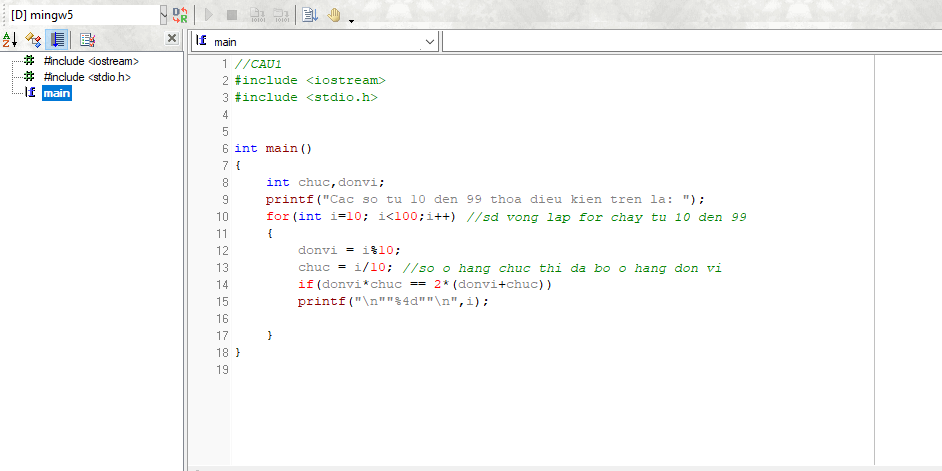 [D] mingw5
#include <iostream>
#include <stdio.h>
main
main
1 //CAU1
2 #include <iostream>
3 #include <stdio.h>
4
5
6 int main()
7 {
8 int chuc,donvi;
9 printf("Cac so tu 10 den 99 thoa dieu kien tren la: ");
10 for(int i=10; i<100;i++) //sd vong lap for chay tu 10 den 99
11 {
12 donvi = i%10;
13 chuc = i/10; //so o hang chuc thi da bo o hang don vi
14 if(donvi*chuc == 2*(donvi+chuc))
15 printf("\n""%4d""\n",i);
16
17 }
18 }
19